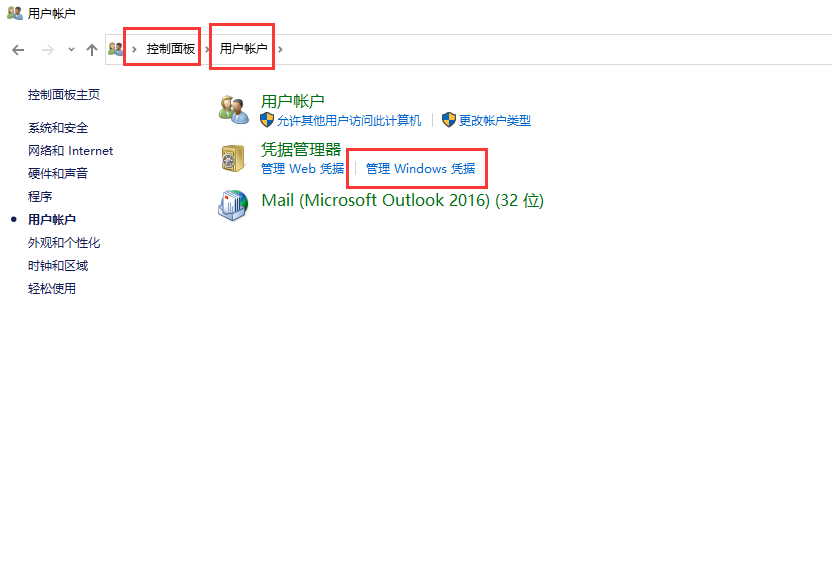 用户帐户
控制面板 用户帐户
控制面板主页
系统和安全
网络和 Internet
硬件和声音
程序
用户帐户
外观和个性化
时钟和区域
轻松使用
用户帐户
允许其他用户访问此计算机 更改帐户类型
凭据管理器
管理 Web 凭据 管理 Windows 凭据
Mail (Microsoft Outlook 2016) (32 位)